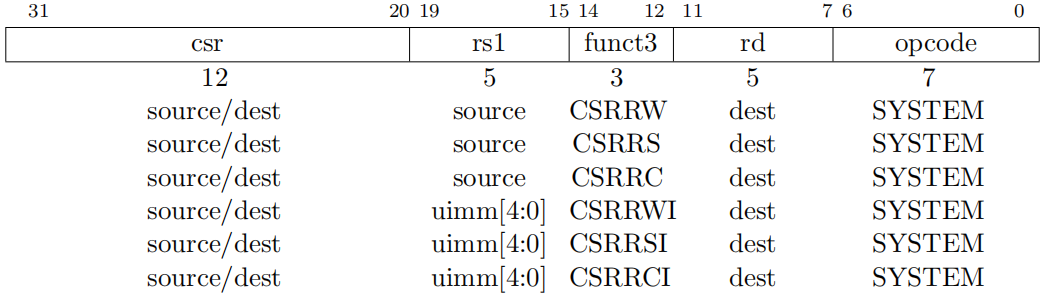 31 20 19 15 14 12 11 7 6 0
csr rs1 funct3 rd opcode
12 5 3 5 7
source/dest source CSRRW dest SYSTEM
source/dest source CSRRS dest SYSTEM
source/dest source CSRRC dest SYSTEM
source/dest uimm[4:0] CSRRWI dest SYSTEM
source/dest uimm[4:0] CSRRSI dest SYSTEM
source/dest uimm[4:0] CSRRCI dest SYSTEM